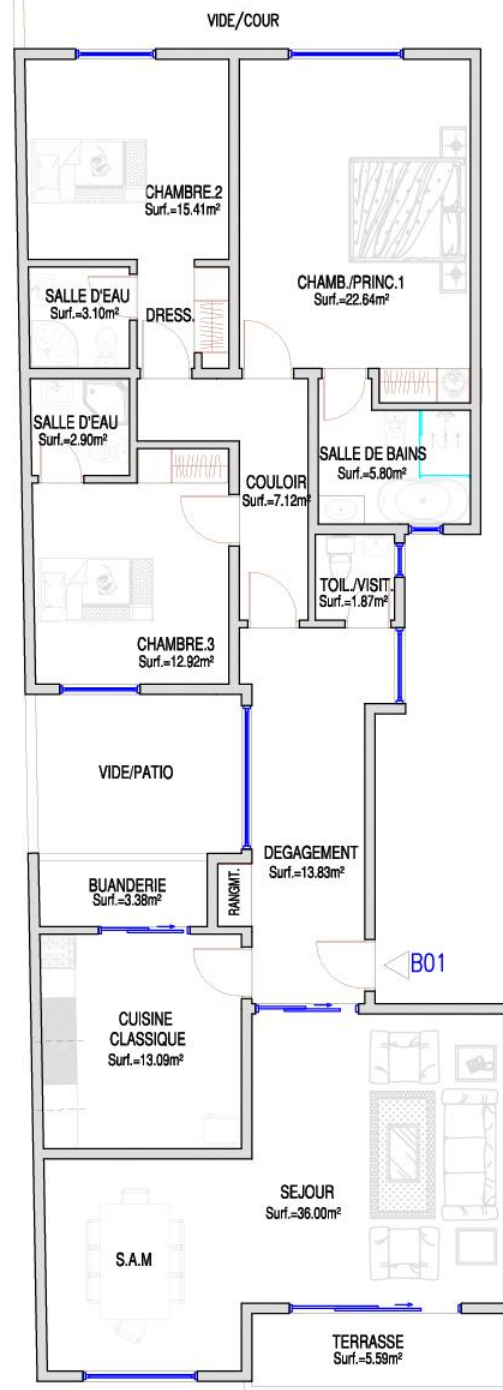 VIDE/COUR
CHAMBRE.2
Surf.=15.41m²
CHAMB./PRINC.1
Surf.=22.64m²
SALLE D'EAU
Surf.=3.10m²
DRESS.
SALLE D'EAU
Surf.=2.90m²
SALLE DE BAINS
Surf.=5.80m²
COULOIR
Surf.=7.12m²
TOIL./VISIT.
Surf.=1.87m²
CHAMBRE.3
Surf.=12.92m²
VIDE/PATIO
DEGAGEMENT
Surf.=13.83m²
BUANDERIE
Surf.=3.38m²
RANGMT.
B01
CUISINE
CLASSIQUE
Surf.=13.09m²
SEJOUR
Surf.=36.00m²
S.A.M
TERRASSE
Surf.=5.59m²